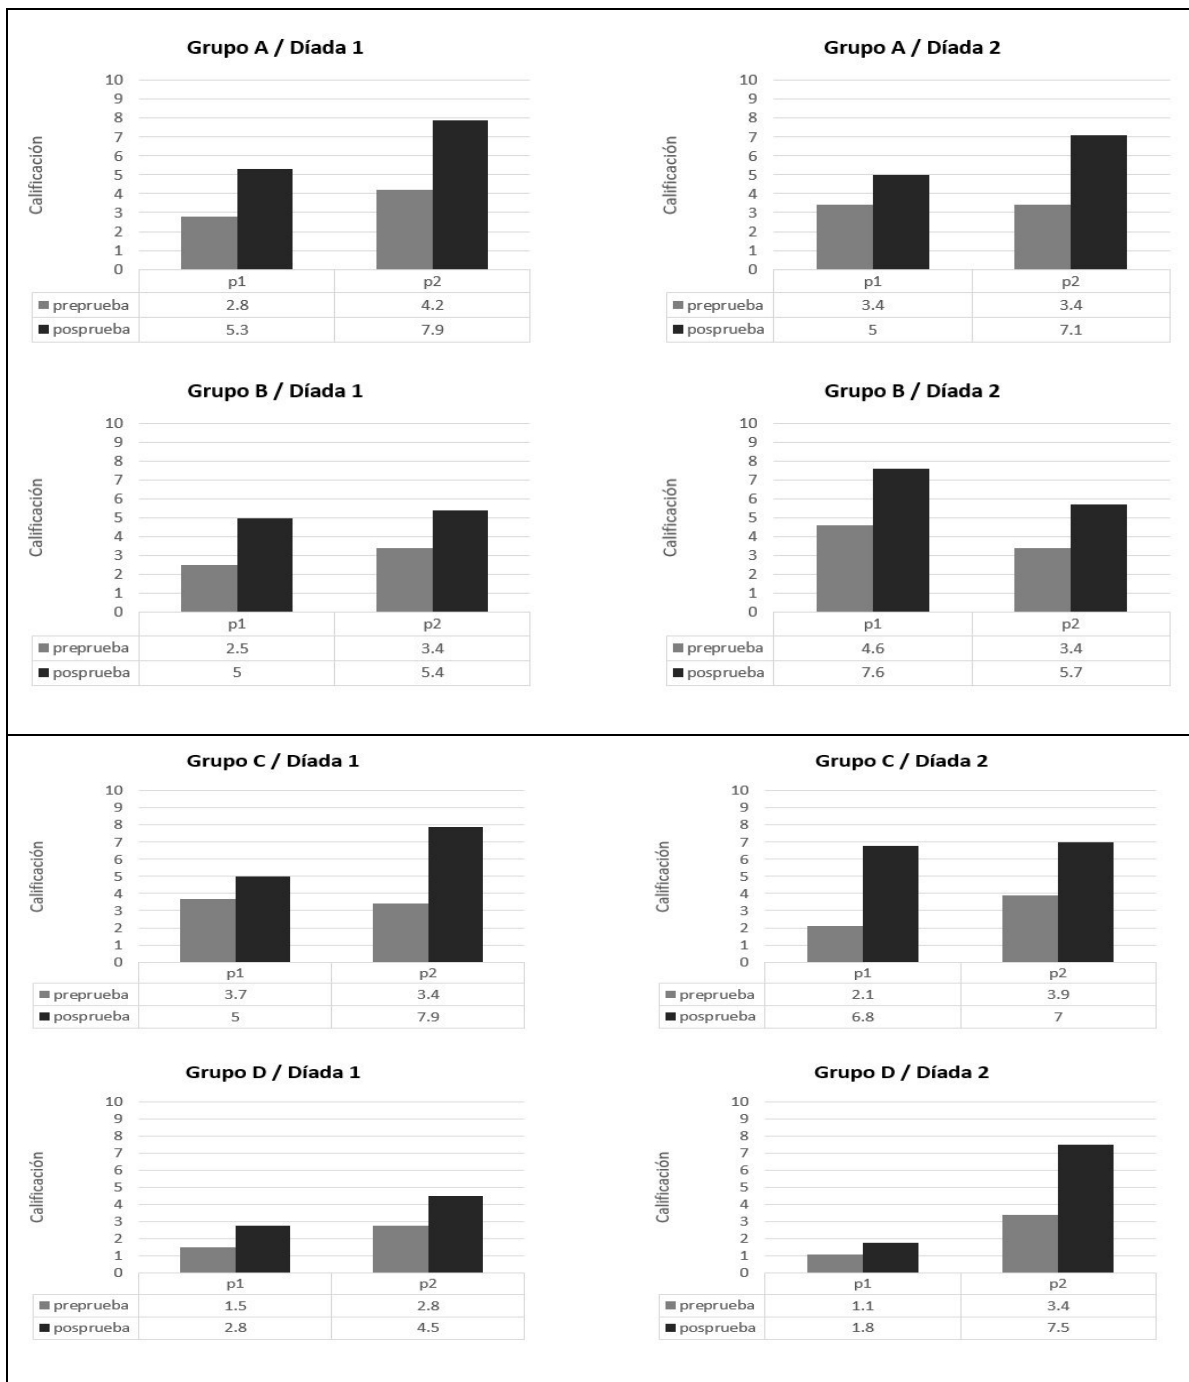 Grupo A / Díada 1
Calificación
10
9
8
7
6
5
4
3
2
1
0
p1 p2
preprueba 2.8 4.2
posprueba 5.3 7.9
Grupo A / Díada 2
Calificación
10
9
8
7
6
5
4
3
2
1
0
p1 p2
preprueba 3.4 3.4
posprueba 5 7.1
Grupo B / Díada 1
Calificación
10
9
8
7
6
5
4
3
2
1
0
p1 p2
preprueba 2.5 3.4
posprueba 5 5.4
Grupo B / Díada 2
Calificación
10
9
8
7
6
5
4
3
2
1
0
p1 p2
preprueba 4.6 3.4
posprueba 7.6 5.7
Grupo C / Díada 1
Calificación
10
9
8
7
6
5
4
3
2
1
0
p1 p2
preprueba 3.7 3.4
posprueba 5 7.9
Grupo C / Díada 2
Calificación
10
9
8
7
6
5
4
3
2
1
0
p1 p2
preprueba 2.1 3.9
posprueba 6.8 7
Grupo D / Díada 1
Calificación
10
9
8
7
6
5
4
3
2
1
0
p1 p2
preprueba 1.5 2.8
posprueba 2.8 4.5
Grupo D / Díada 2
Calificación
10
9
8
7
6
5
4
3
2
1
0
p1 p2
preprueba 1.1 3.4
posprueba 1.8 7.5